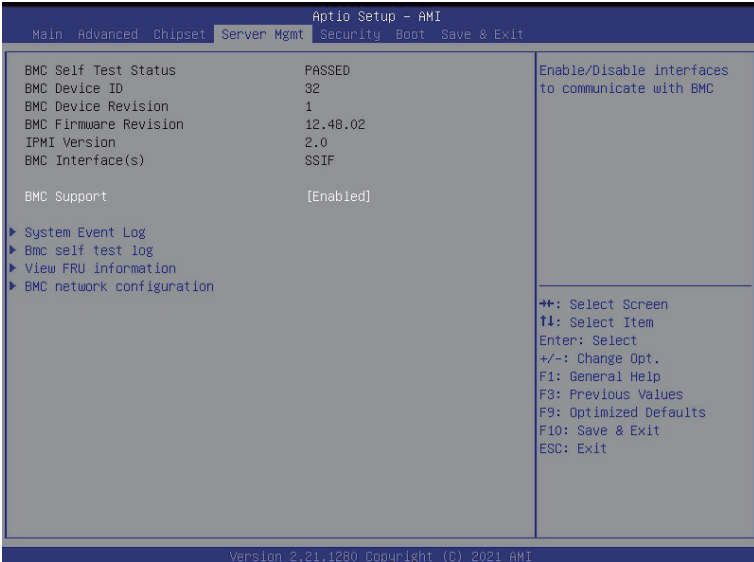 Aptio Setup - AMI
Main Advanced Chipset Server Mgmt Security Boot Save & Exit
BMC Self Test Status PASSED
BMC Device ID 32
BMC Device Revision 1
BMC Firmware Revision 12.48.02
IPMI Version 2.0
BMC Interface(s) SSIF
BMC Support [Enabled]
System Event Log
Bmc self test log
View FRU information
BMC network configuration
Enable/Disable interfaces
to communicate with BMC
→←: Select Screen
↑↓: Select Item
Enter: Select
+/-: Change Opt.
F1: General Help
F3: Previous Values
F9: Optimized Defaults
F10: Save & Exit
ESC: Exit
Version 2.21.1280 Copyright (C) 2021 AMI